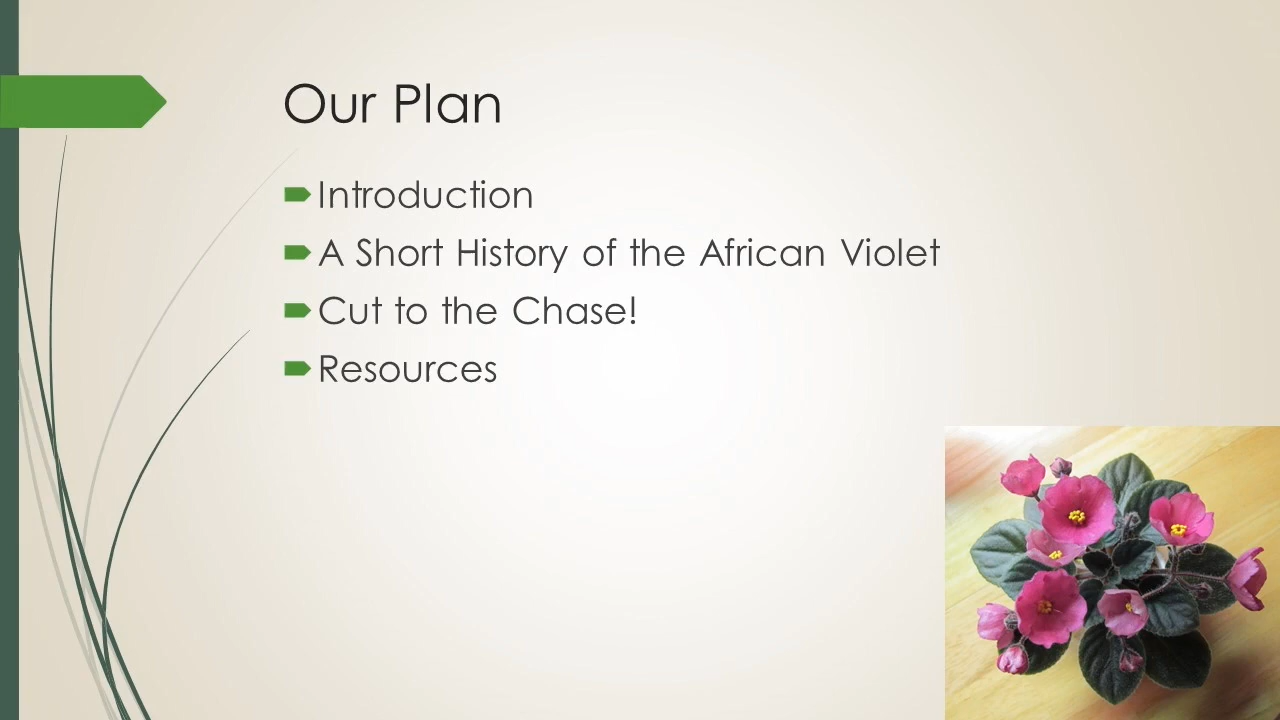 Our Plan
Introduction
A Short History of the African Violet
Cut to the Chase!
Resources